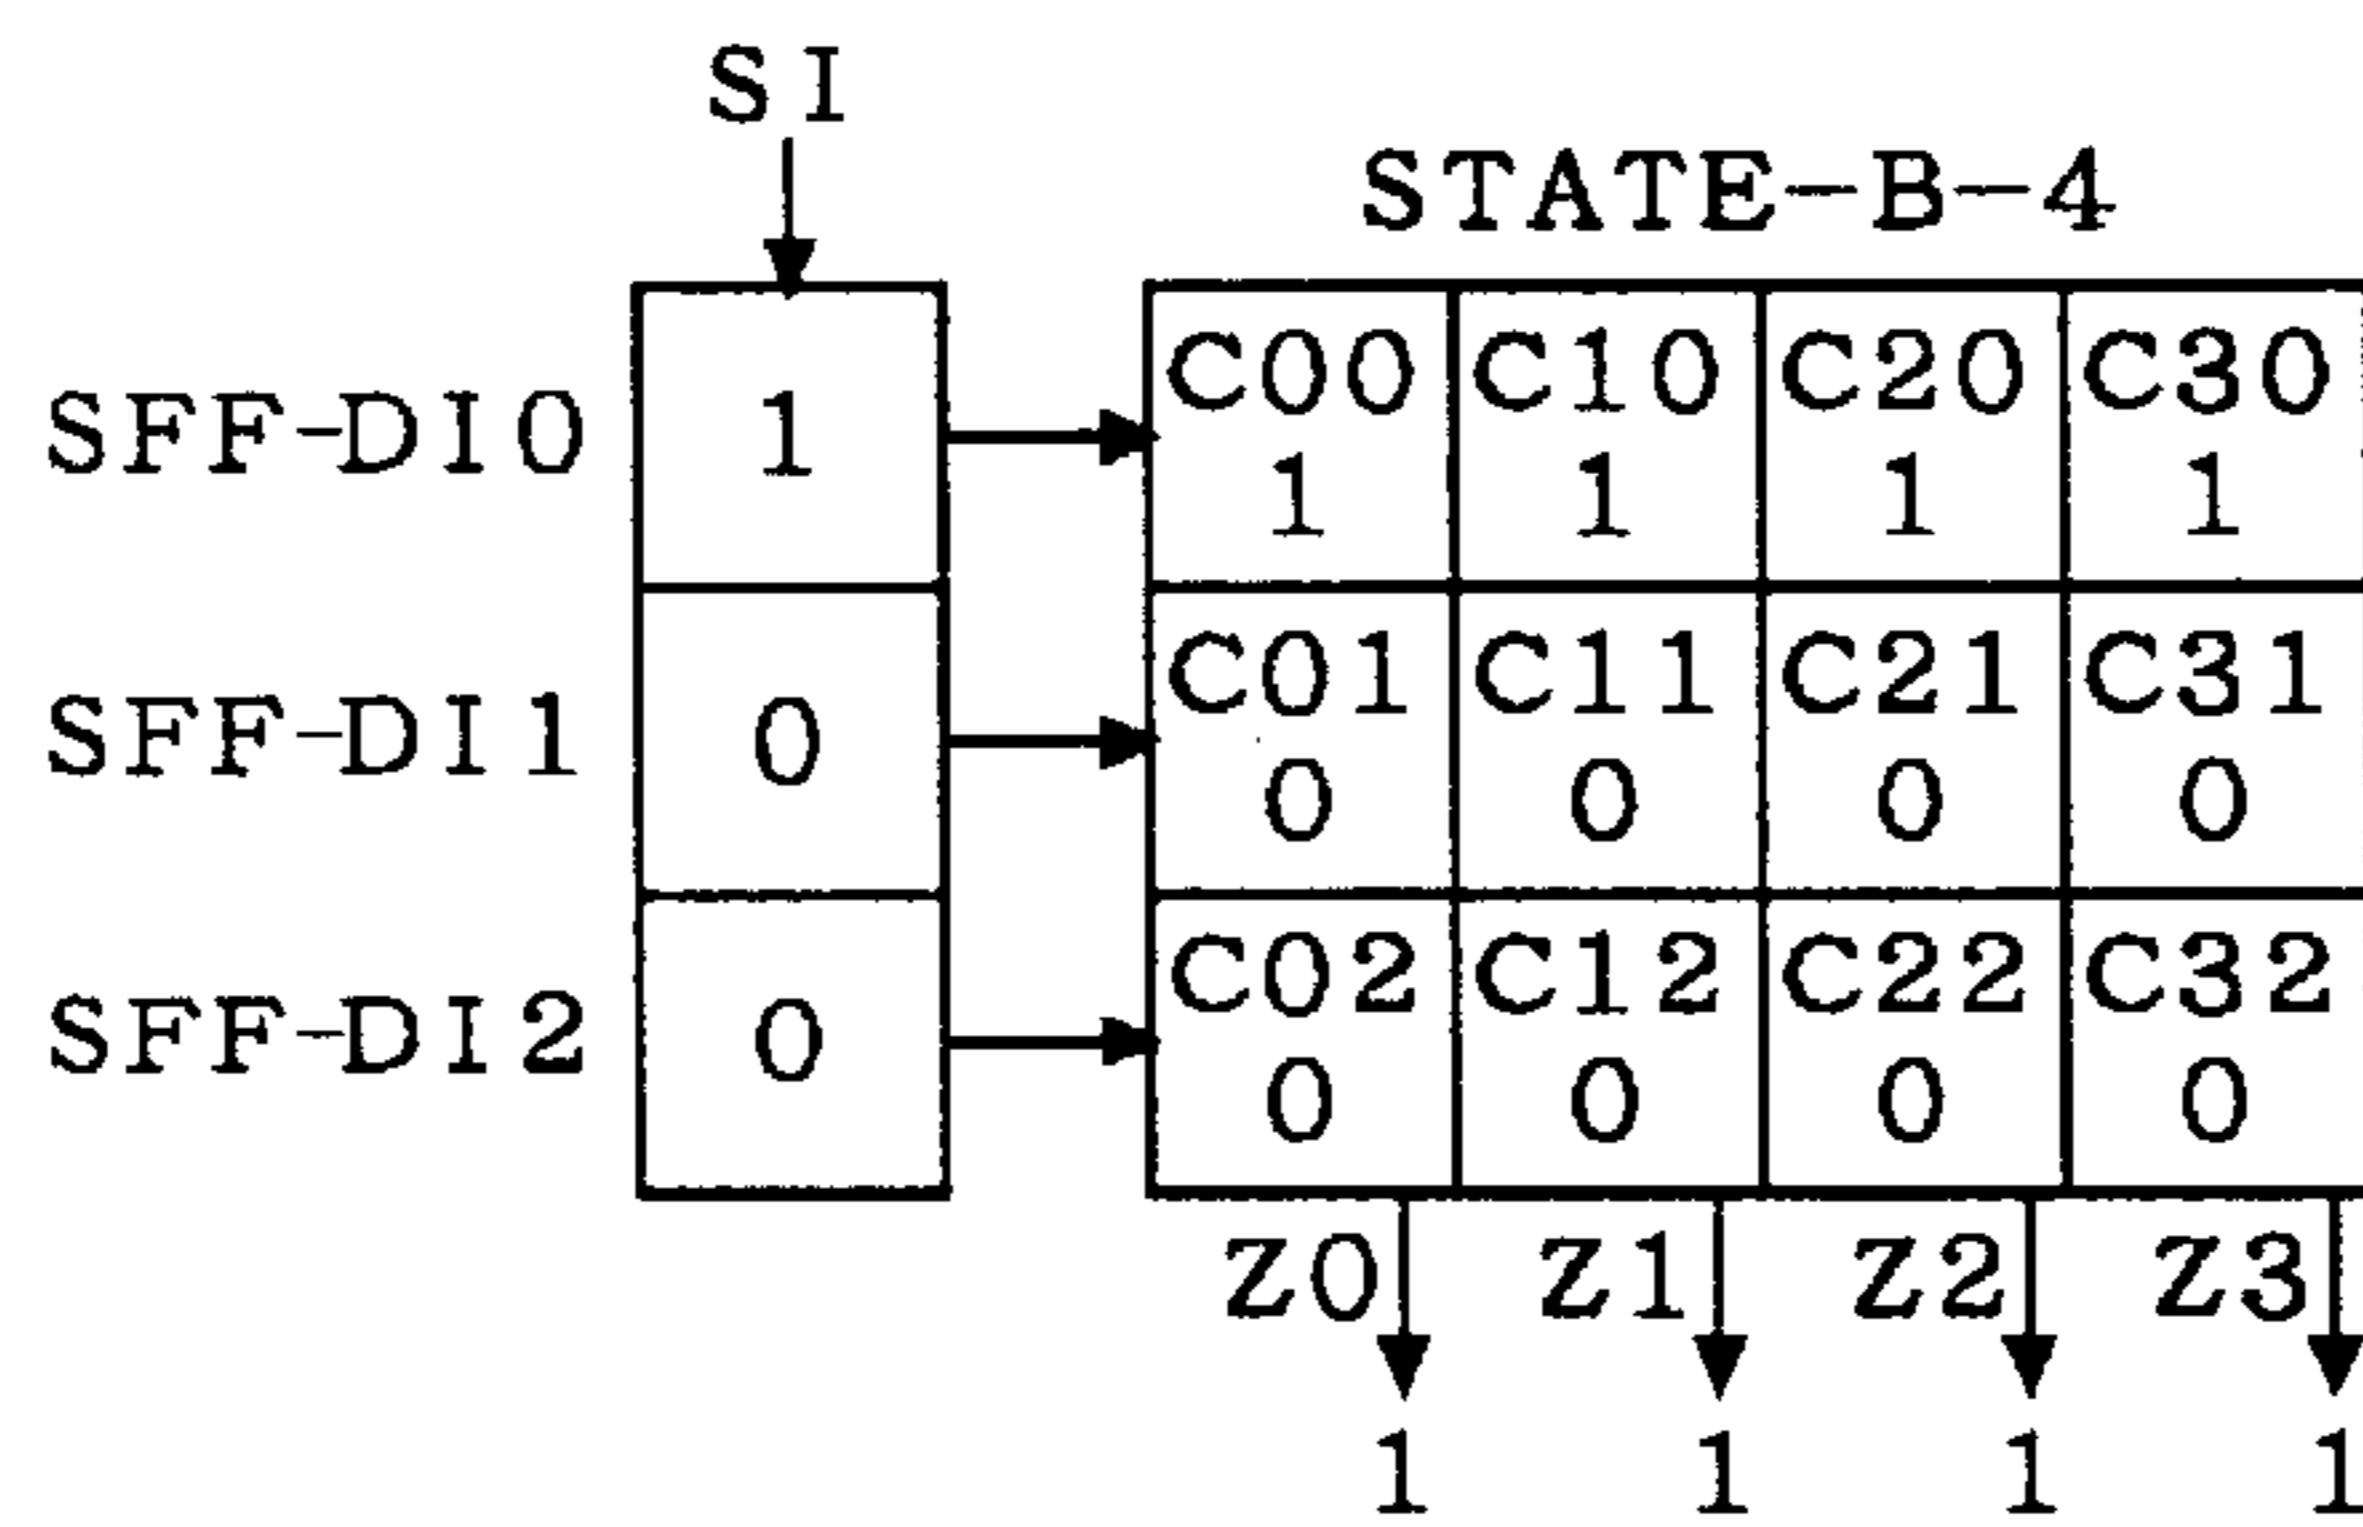 SI
STATE-B-4
SFF-DI0 1 C00 C10 C20 C30
1 1 1 1
SFF-DI1 0 C01 C11 C21 C31
0 0 0 0
SFF-DI2 0 C02 C12 C22 C32
0 0 0 0
Z0 Z1 Z2 Z3
1 1 1 1